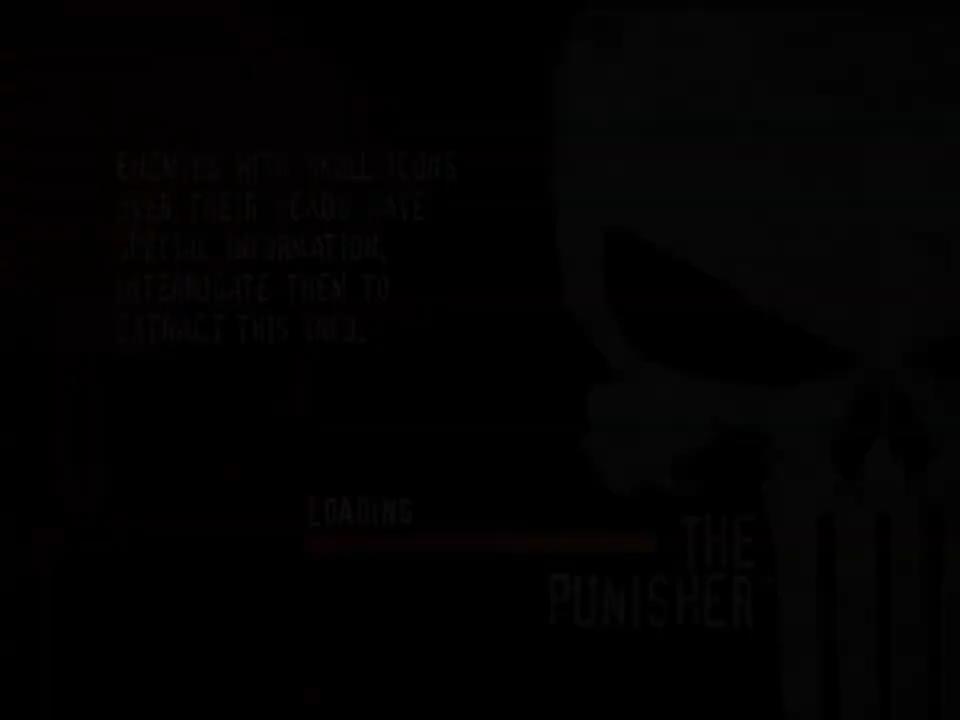 ENEMIES WITH SKULL ICONS
OVER THEIR HEADS HAVE
SPECIAL INFORMATION.
INTERROGATE THEM TO
EXTRACT THIS INFO.
LOADING
THE
PUNISHER